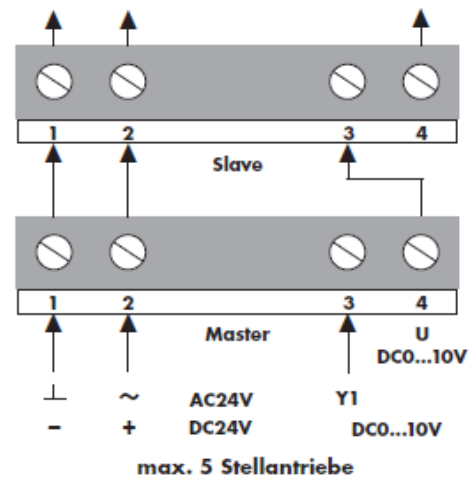 1 2 3 4
Slave
1 2 3 4
Master U
DC0...10V
⊥ ~ AC24V Y1
− + DC24V DC0...10V
max. 5 Stellantriebe